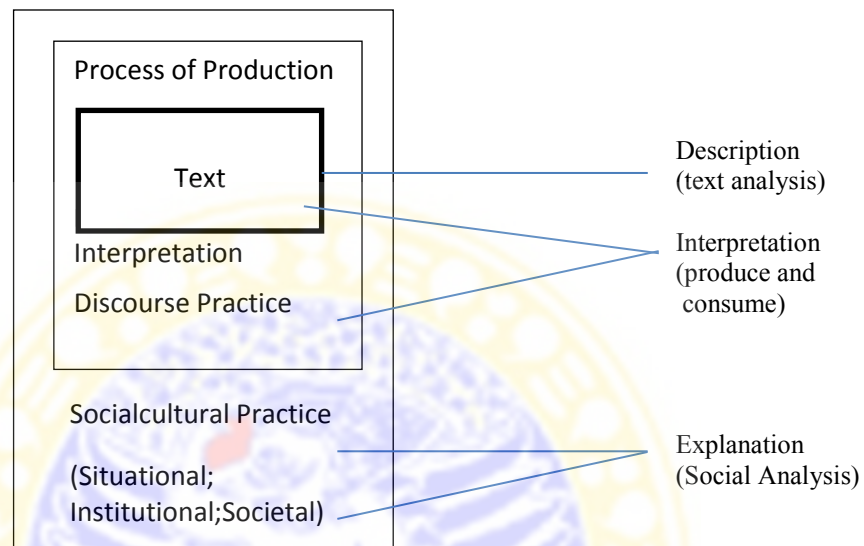 Process of Production
Text
Interpretation
Discourse Practice
Socialcultural Practice
(Situational;
Institutional;Societal)
Description
(text analysis)
Interpretation
(produce and
consume)
Explanation
(Social Analysis)